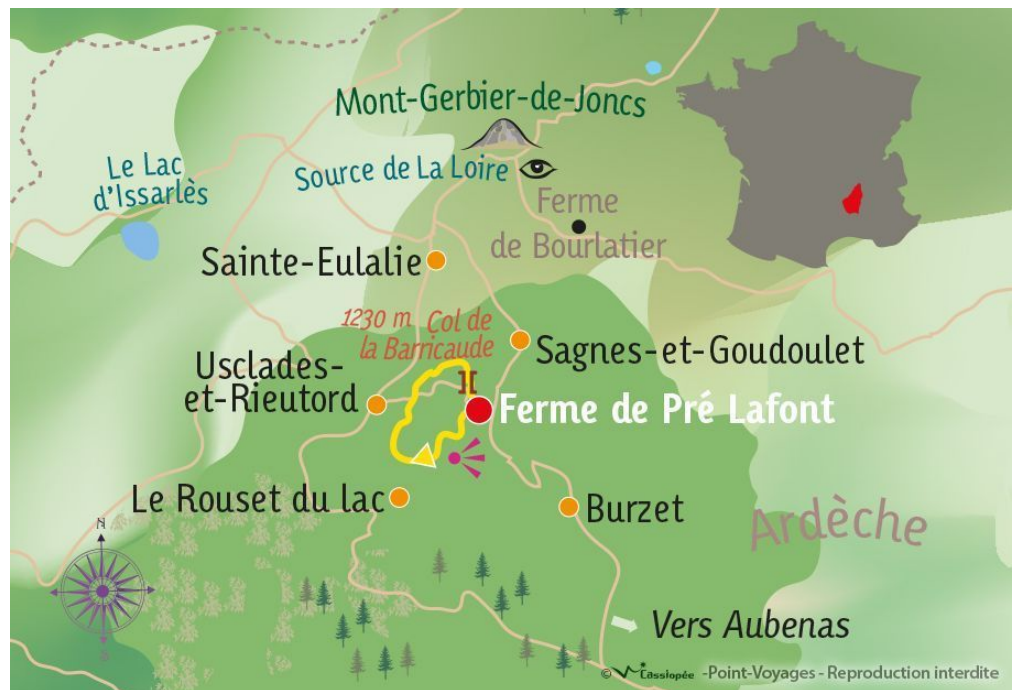 Mont-Gerbier-de-Joncs
Le Lac
d'Issarlès
Source de La Loire
Ferme
de Bourlatier
Sainte-Eulalie
1230 m Col de
la Barricaude
Sagnes-et-Goudoulet
Usclades-
et-Rieutord
Ferme de Pré Lafont
Le Rouset du lac
Burzet
Ardèche
N
S
Vers Aubenas
© Cassiopée -Point-Voyages - Reproduction interdite